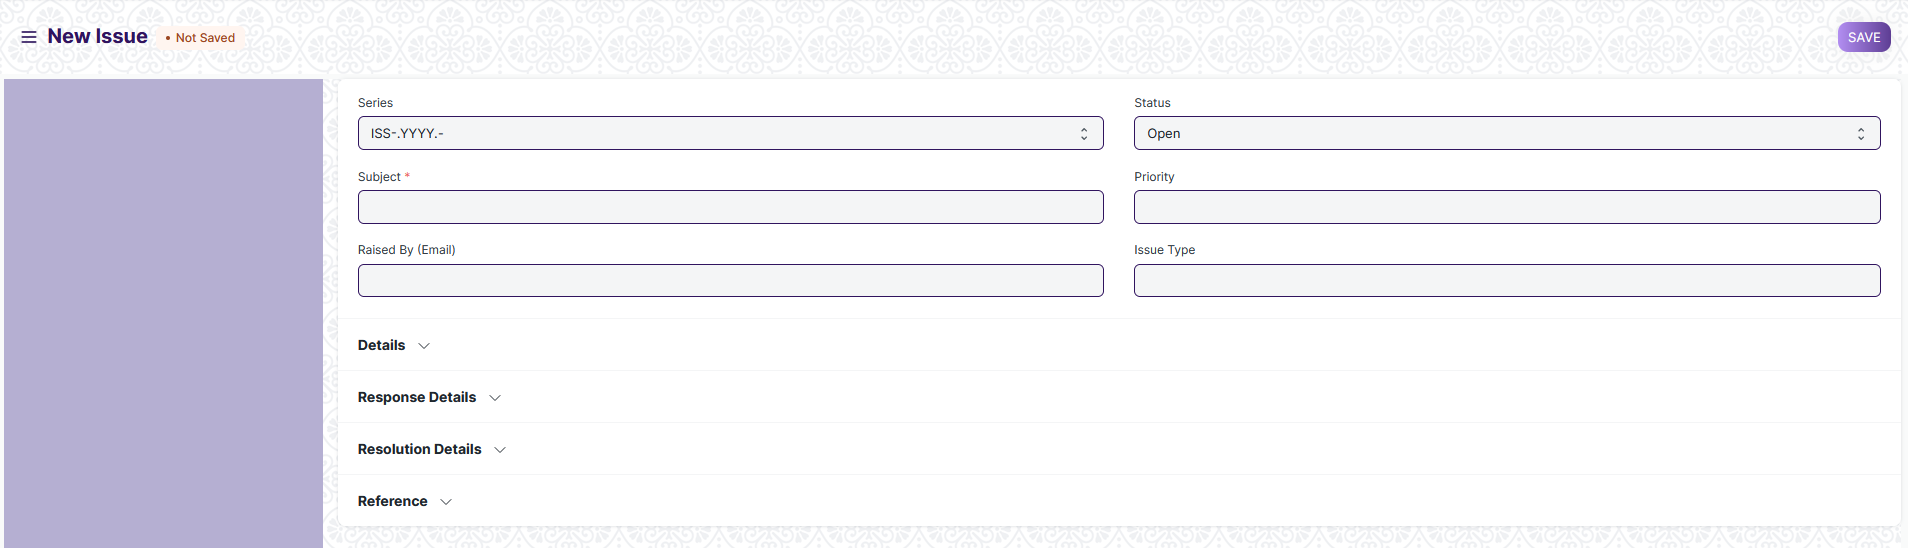 New Issue
• Not Saved
SAVE
Series
ISS-.YYYY.-
Status
Open
Subject *
Priority
Raised By (Email)
Issue Type
Details
Response Details
Resolution Details
Reference